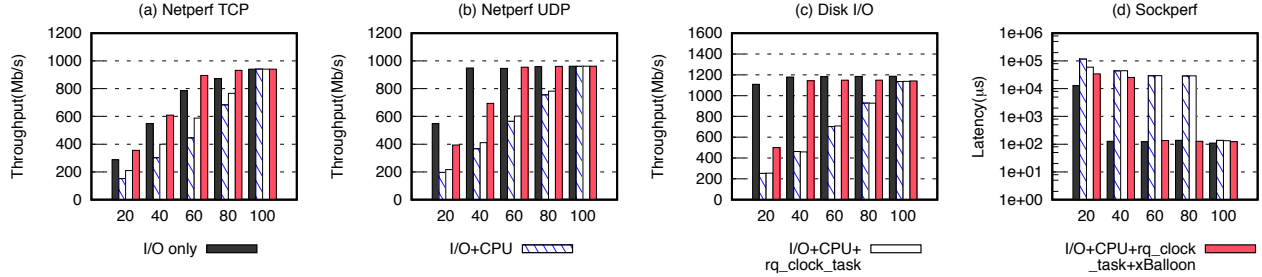 (a) Netperf TCP
Throughput(Mb/s)
1200
1000
800
600
400
200
0
20 40 60 80 100
(b) Netperf UDP
Throughput(Mb/s)
1200
1000
800
600
400
200
0
20 40 60 80 100
(c) Disk I/O
Throughput(Mb/s)
1600
1400
1200
1000
800
600
400
200
0
20 40 60 80 100
(d) Sockperf
Latency(μs)
1e+06
1e+05
1e+04
1e+03
1e+02
1e+01
1e+00
20 40 60 80 100
I/O only
I/O+CPU
I/O+CPU+
rq_clock_task
I/O+CPU+rq_clock
_task+xBalloon